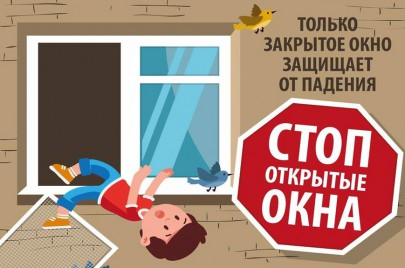 ТОЛЬКО
ЗАКРЫТОЕ ОКНО
ЗАЩИЩАЕТ
ОТ ПАДЕНИЯ
СТОП
ОТКРЫТЫЕ
ОКНА